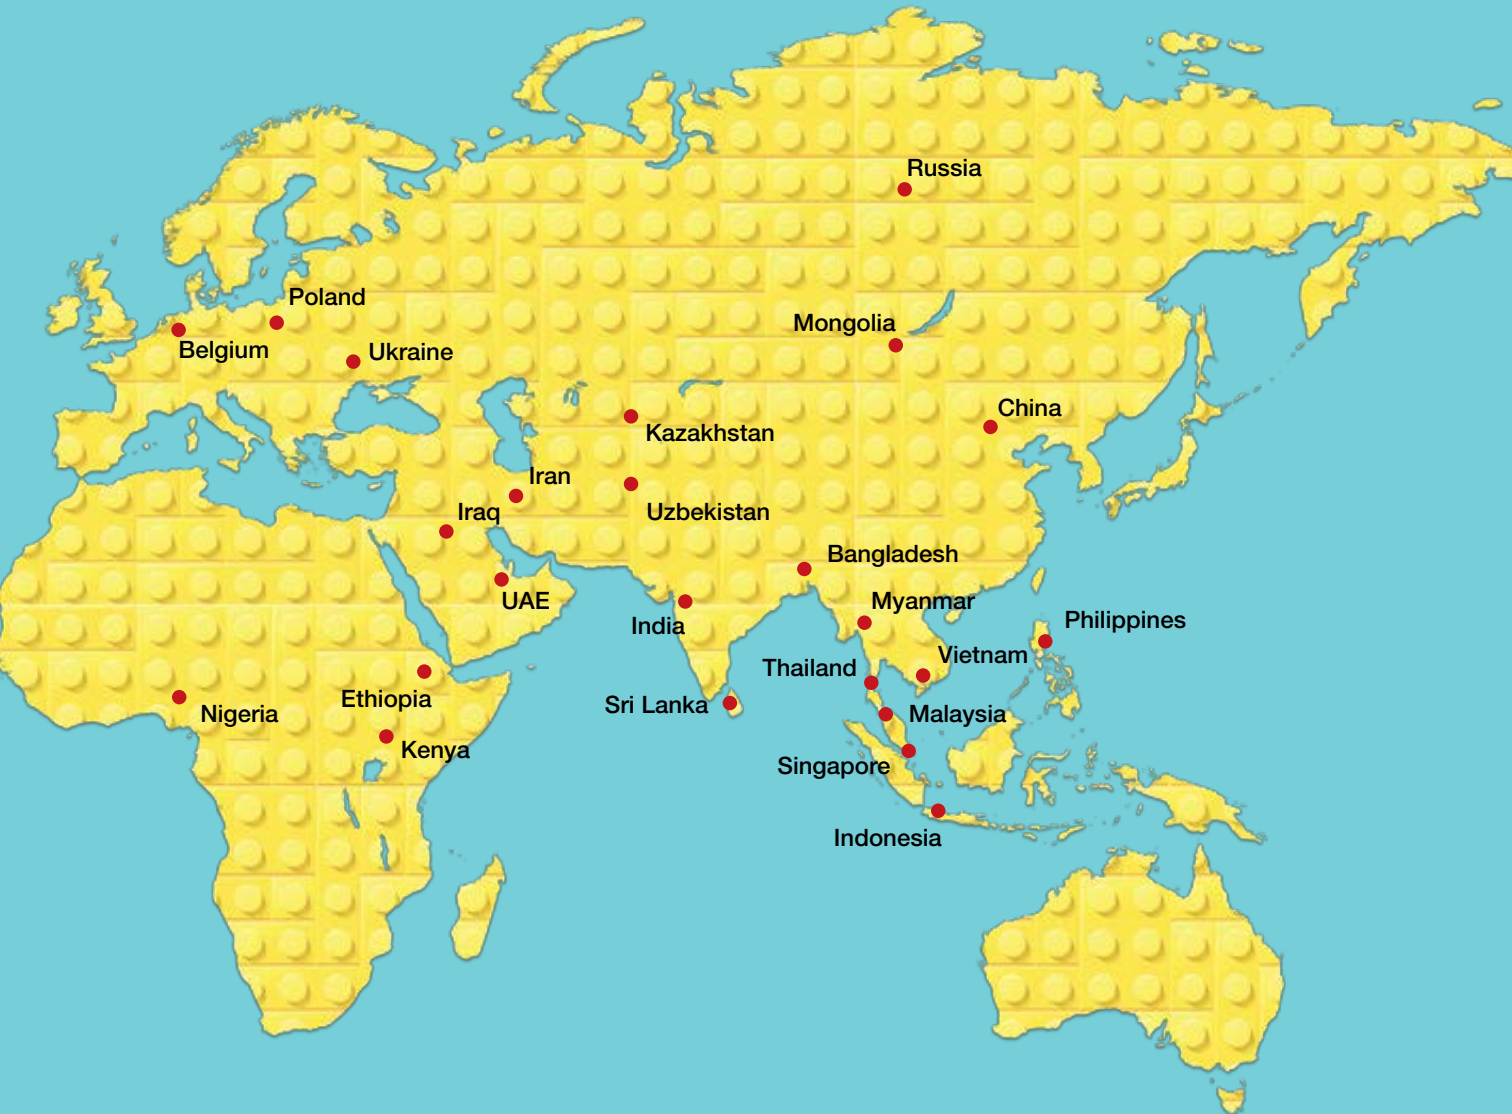 Russia
Poland
Mongolia
Belgium
Ukraine
China
Kazakhstan
Iran
Iraq
Uzbekistan
Bangladesh
UAE
Myanmar
India
Philippines
Vietnam
Thailand
Ethiopia
Sri Lanka
Nigeria
Malaysia
Kenya
Singapore
Indonesia